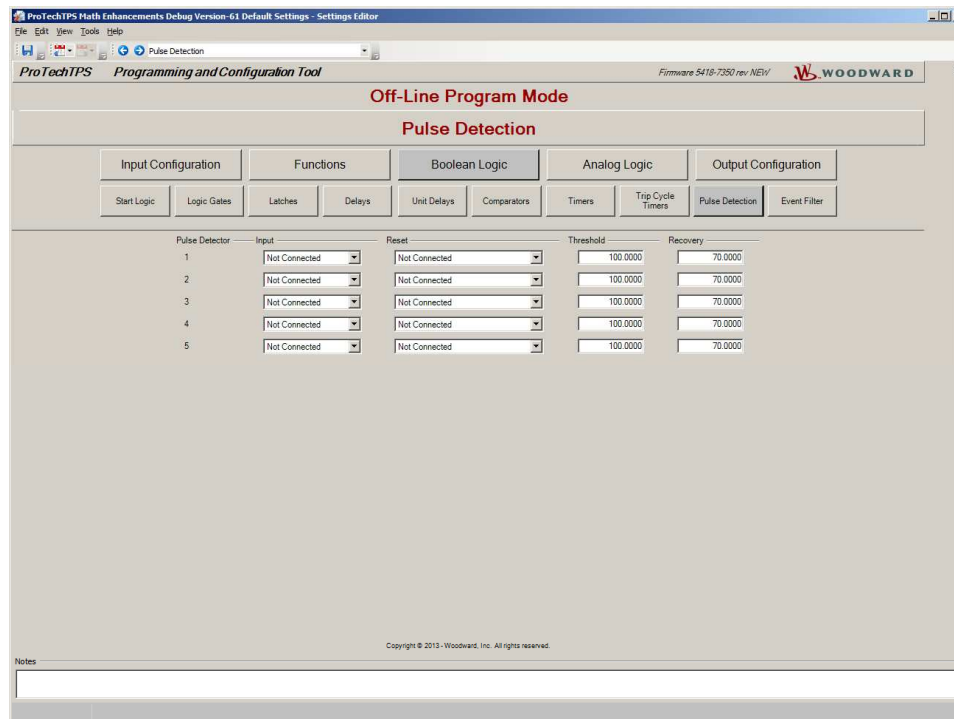 ProTechTPS Math Enhancements Debug Version-61 Default Settings - Settings Editor
File Edit View Tools Help
Pulse Detection
ProTechTPS Programming and Configuration Tool Firmware 5418-7350 rev NEW WOODWARD
Off-Line Program Mode
Pulse Detection
Input Configuration Functions Boolean Logic Analog Logic Output Configuration
Start Logic Logic Gates Latches Delays Unit Delays Comparators Timers Trip Cycle Timers Pulse Detection Event Filter
Pulse Detector Input Reset Threshold Recovery
1 Not Connected Not Connected 100.0000 70.0000
2 Not Connected Not Connected 100.0000 70.0000
3 Not Connected Not Connected 100.0000 70.0000
4 Not Connected Not Connected 100.0000 70.0000
5 Not Connected Not Connected 100.0000 70.0000
Copyright © 2013 - Woodward, Inc. All rights reserved.
Notes